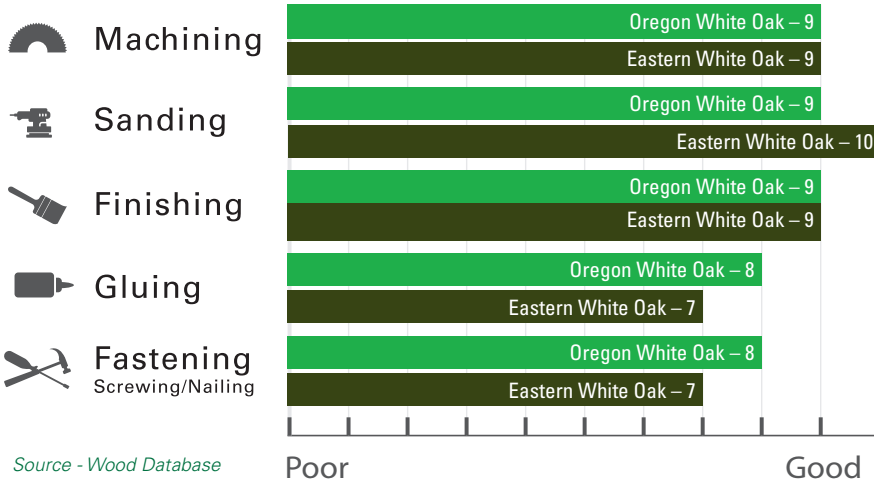 Machining
Oregon White Oak – 9
Eastern White Oak – 9
Sanding
Oregon White Oak – 9
Eastern White Oak – 10
Finishing
Oregon White Oak – 9
Eastern White Oak – 9
Gluing
Oregon White Oak – 8
Eastern White Oak – 7
Fastening
Screwing/Nailing
Oregon White Oak – 8
Eastern White Oak – 7
Source - Wood Database
Poor
Good